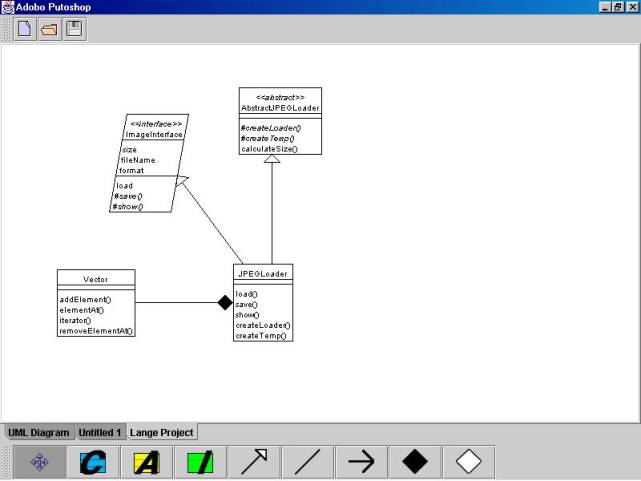 Adobo Putoshop
<<abstract>>
AbstractJPEGLoader
#createLoader()
#createTemp()
calculateSize()
<<interface>>
ImageInterface
size
fileName
format
load
#save()
#show()
Vector
addElement()
elementAt()
iterator()
removeElementAt()
JPEGLoader
load()
save()
show()
createLoader()
createTemp()
UML Diagram Untitled 1 Lange Project
C A I